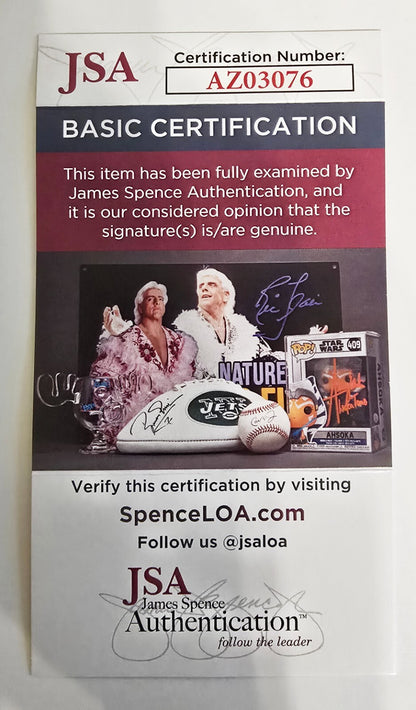 JSA
Certification Number:
AZ03076
BASIC CERTIFICATION
This item has been fully examined by
James Spence Authentication, and
it is our considered opinion that the
signature(s) is/are genuine.
NATURE
JETS
POP!
STAR
WARS
409
AHSOKA
AHSOKA
Verify this certification by visiting
SpenceLOA.com
Follow us @jsaloa
JSA
James Spence
Authentication™
follow the leader